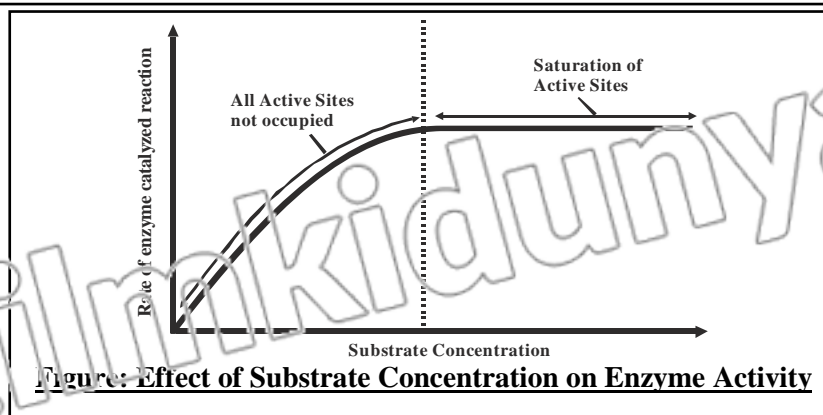 Rate of enzyme catalyzed reaction
All Active Sites
not occupied
Saturation of
Active Sites
Substrate Concentration
Figure: Effect of Substrate Concentration on Enzyme Activity
ilmkidunya